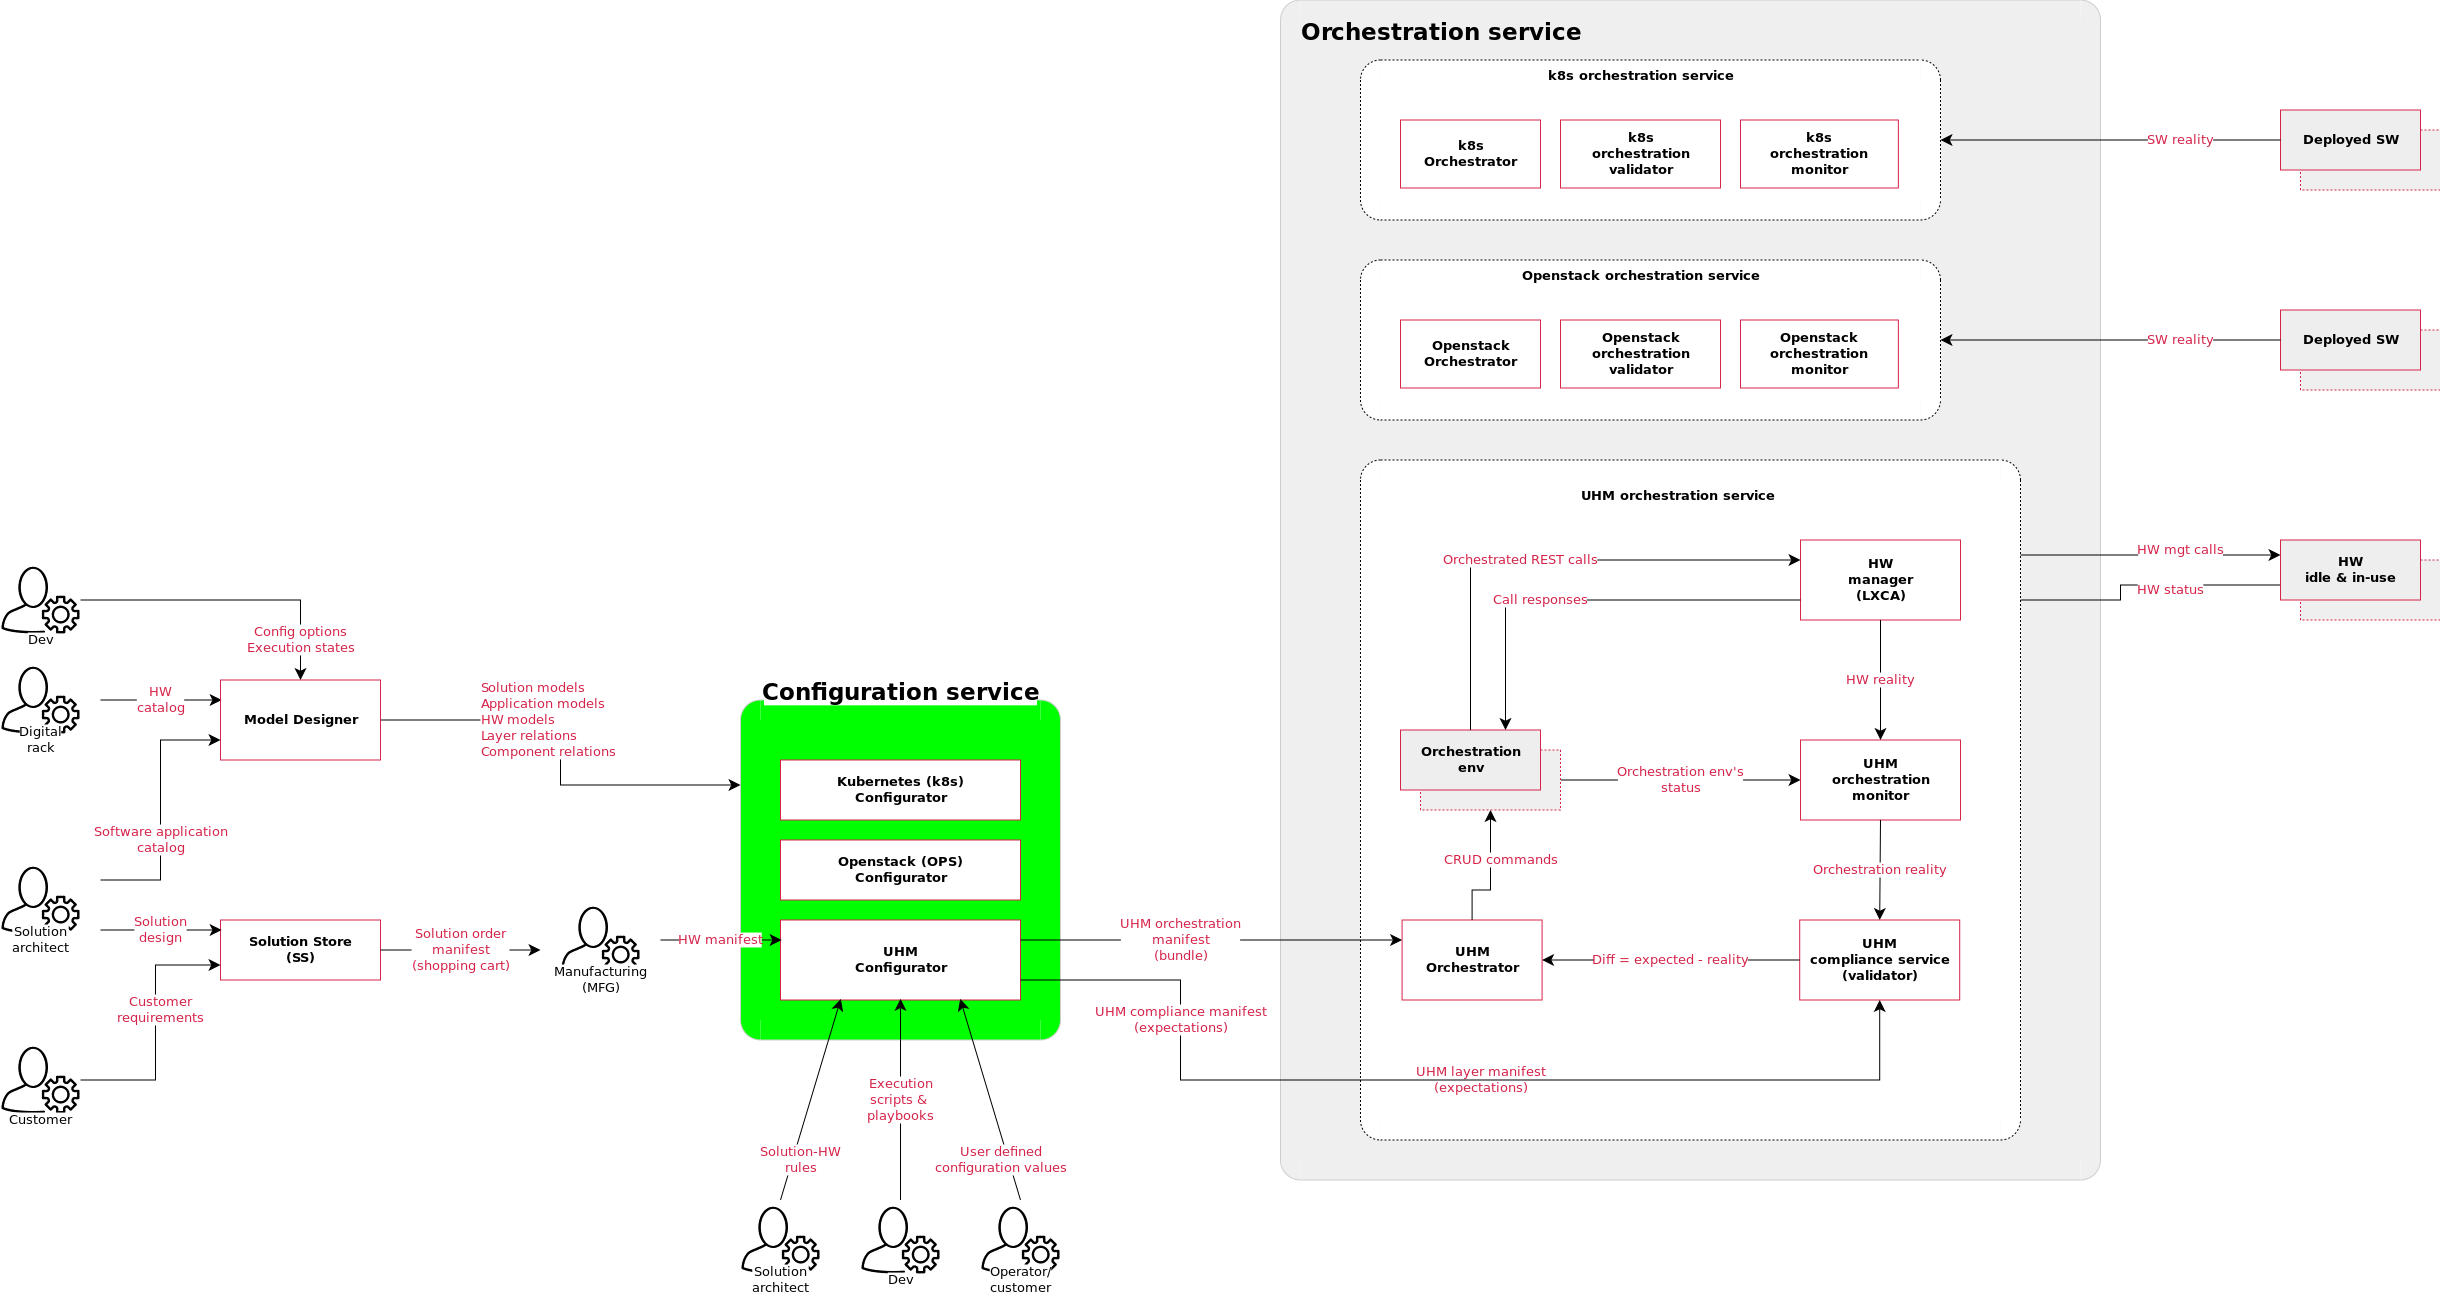 Orchestration service
k8s orchestration service
k8s
Orchestrator
k8s
orchestration
validator
k8s
orchestration
monitor
SW reality
Deployed SW
Openstack orchestration service
Openstack
Orchestrator
Openstack
orchestration
validator
Openstack
orchestration
monitor
SW reality
Deployed SW
UHM orchestration service
Orchestrated REST calls
Call responses
HW
manager
(LXCA)
HW mgt calls
HW status
HW
idle & in-use
HW reality
Orchestration
env
Orchestration env's
status
UHM
orchestration
monitor
CRUD commands
Orchestration reality
UHM
Orchestrator
Diff = expected - reality
UHM
compliance service
(validator)
UHM layer manifest
(expectations)
Dev
Config options
Execution states
Digital
rack
HW
catalog
Model Designer
Solution models
Application models
HW models
Layer relations
Component relations
Software application
catalog
Solution
architect
Solution
design
Solution Store
(SS)
Solution order
manifest
(shopping cart)
Manufacturing
(MFG)
HW manifest
Customer
requirements
Customer
Configuration service
Kubernetes (k8s)
Configurator
Openstack (OPS)
Configurator
UHM
Configurator
UHM orchestration
manifest
(bundle)
UHM compliance manifest
(expectations)
Execution
scripts &
playbooks
Solution-HW
rules
User defined
configuration values
Solution
architect
Dev
Operator/
customer